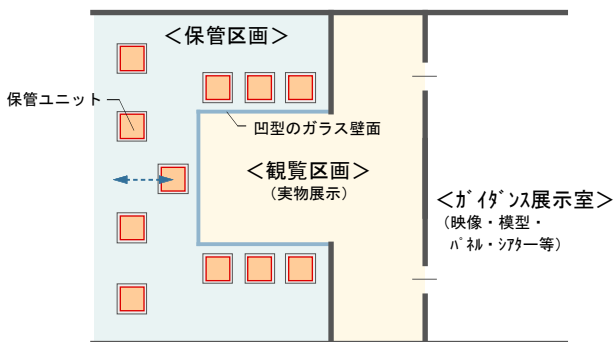 ＜保管区画＞
保管ユニット
凹型のガラス壁面
＜観覧区画＞
（実物展示）
＜ｶﾞｲﾀﾞﾝｽ展示室＞
（映像・模型・
ﾊﾟﾈﾙ・ｼｱﾀｰ等）